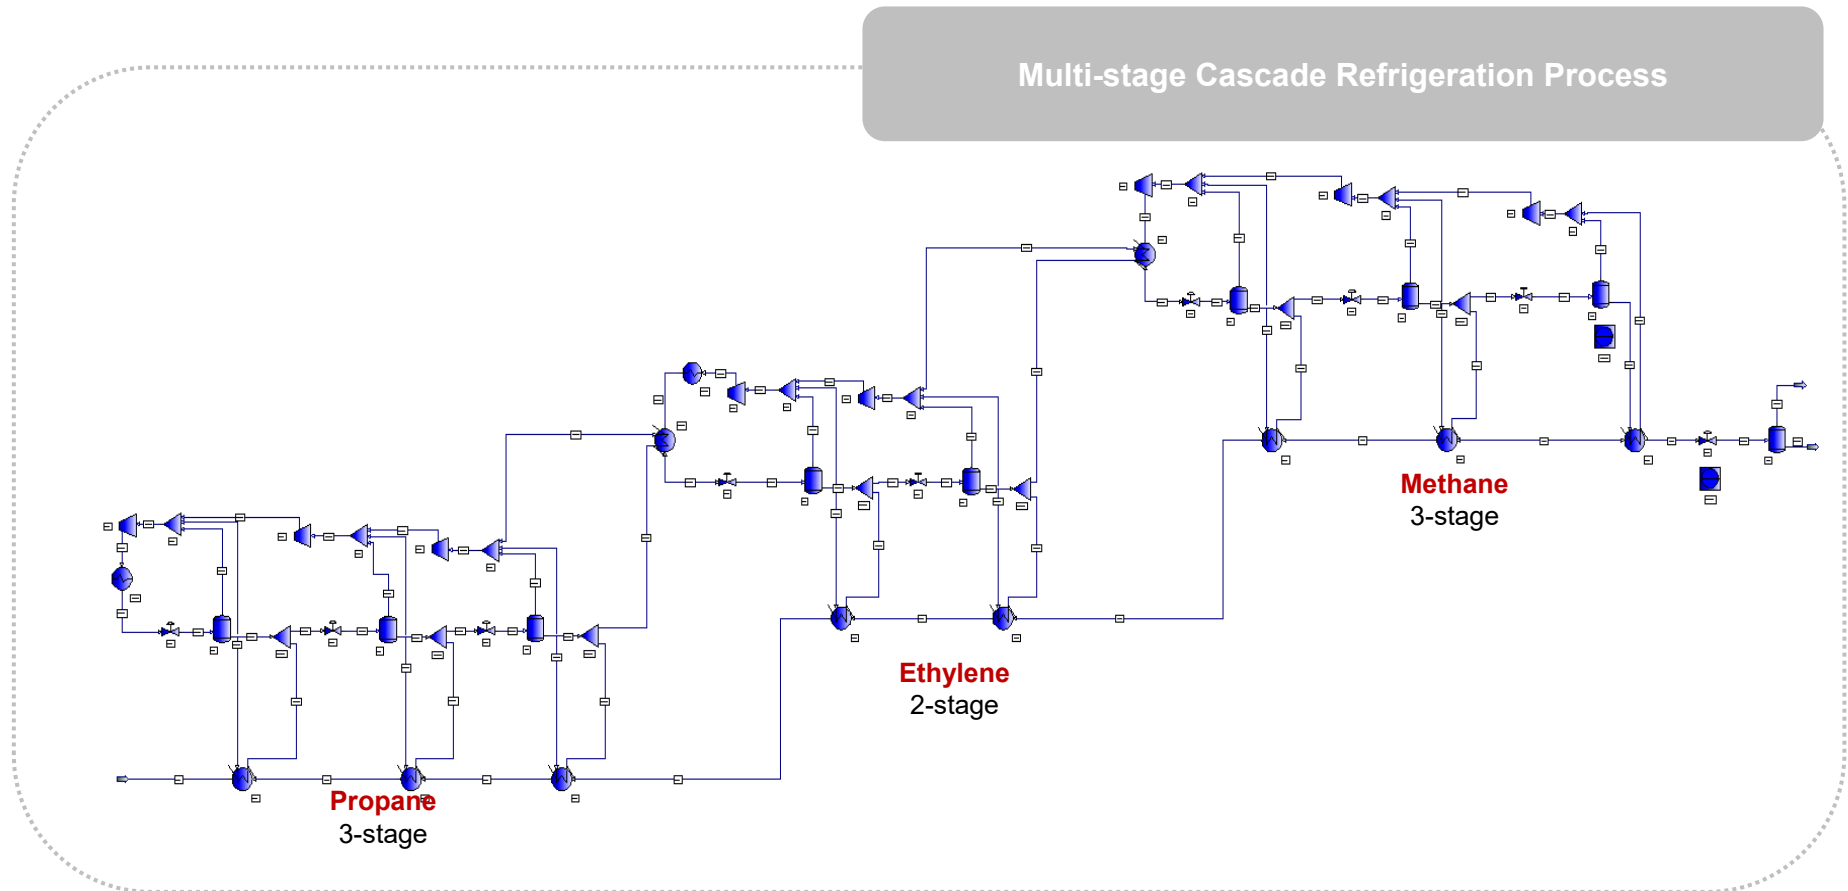 Multi-stage Cascade Refrigeration Process
Methane
3-stage
Ethylene
2-stage
Propane
3-stage